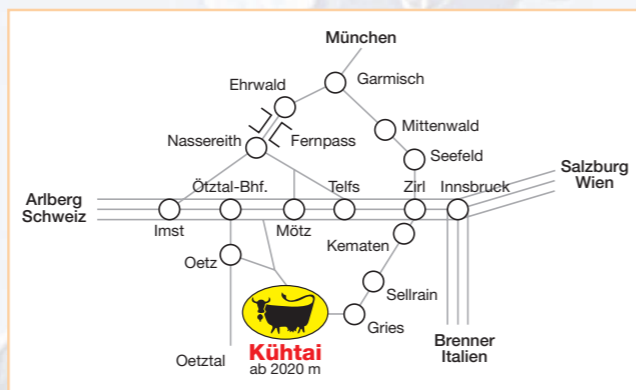 München
Ehrwald
Garmisch
Mittenwald
Nassereith
Fernpass
Seefeld
Salzburg
Wien
Arlberg
Schweiz
Ötztal-Bhf.
Telfs
Zirl
Innsbruck
Imst
Mötz
Kematen
Oetz
Sellrain
Gries
Kühtai
ab 2020 m
Oetztal
Brenner
Italien